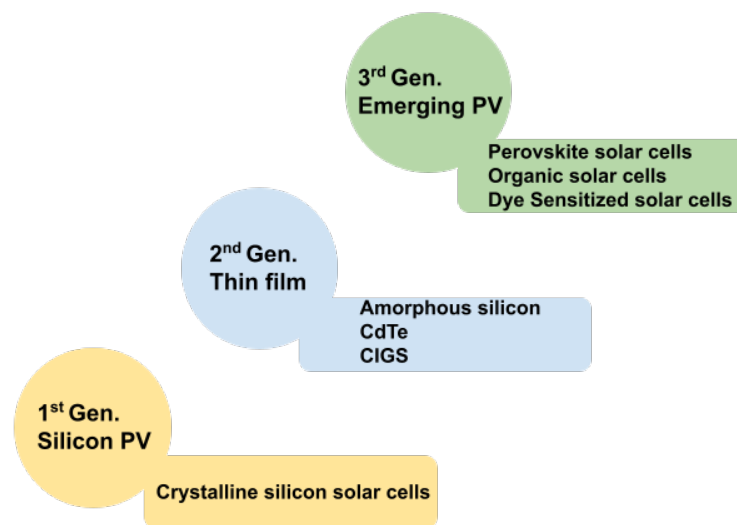 3rd Gen.
Emerging PV
Perovskite solar cells
Organic solar cells
Dye Sensitized solar cells
2nd Gen.
Thin film
Amorphous silicon
CdTe
CIGS
1st Gen.
Silicon PV
Crystalline silicon solar cells